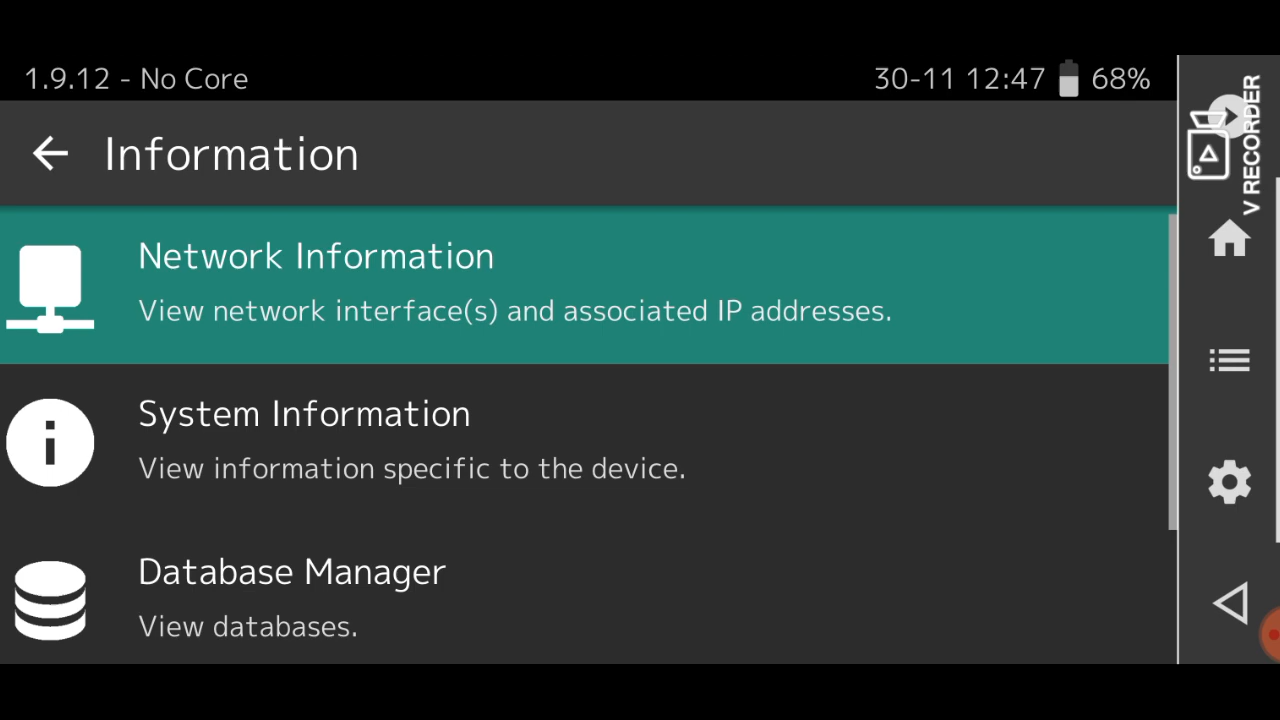 1.9.12 - No Core
30-11 12:47 68%
Information
Network Information
View network interface(s) and associated IP addresses.
System Information
View information specific to the device.
Database Manager
View databases.
V RECORDER